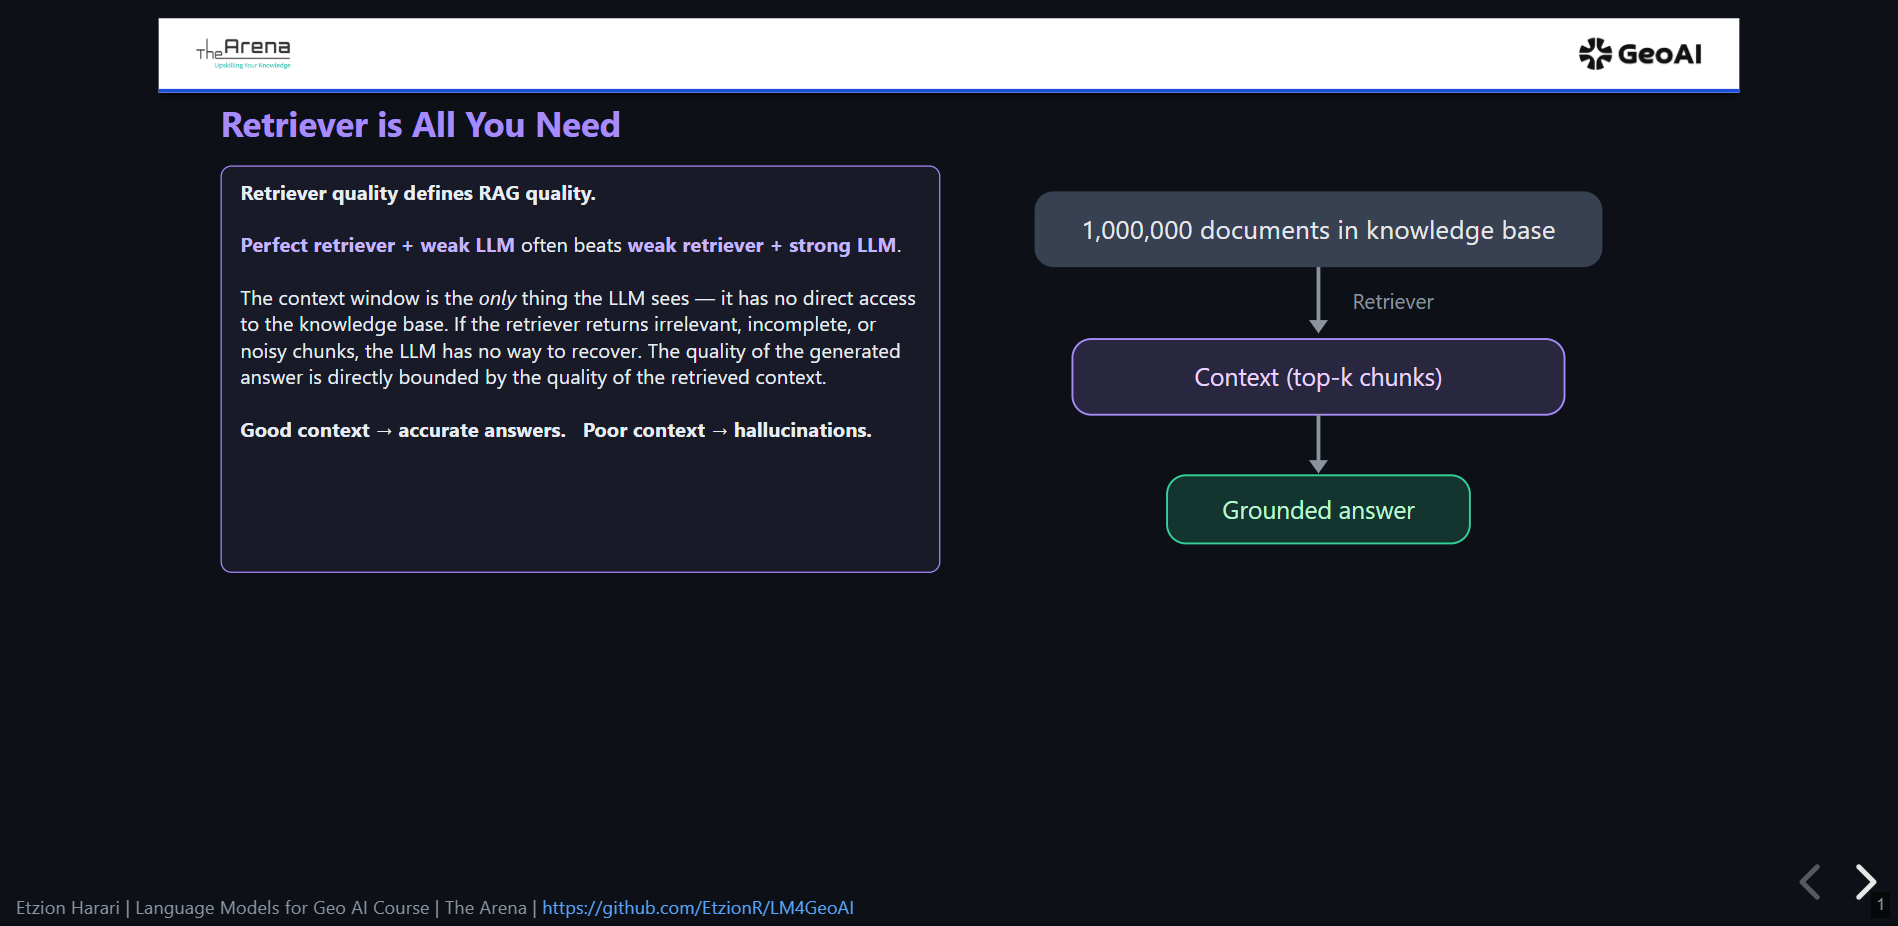 The Arena
Upskilling Your Knowledge
GeoAI
Retriever is All You Need
Retriever quality defines RAG quality.
Perfect retriever + weak LLM often beats weak retriever + strong LLM.
The context window is the only thing the LLM sees — it has no direct access
to the knowledge base. If the retriever returns irrelevant, incomplete, or
noisy chunks, the LLM has no way to recover. The quality of the generated
answer is directly bounded by the quality of the retrieved context.
Good context → accurate answers. Poor context → hallucinations.
1,000,000 documents in knowledge base
Retriever
Context (top-k chunks)
Grounded answer
Etzion Harari | Language Models for Geo AI Course | The Arena | https://github.com/EtzionR/LM4GeoAI
1